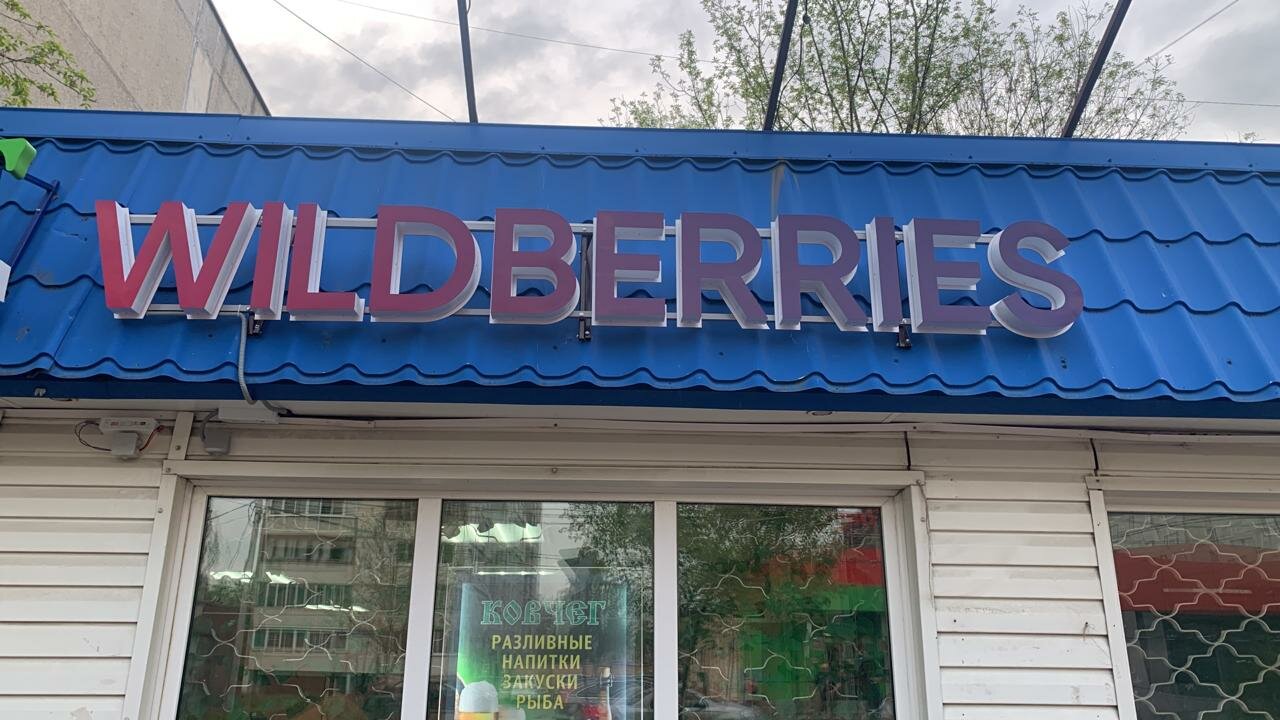 WILDBERRIES
КОВЧЕГ
РАЗЛИВНЫЕ
НАПИТКИ
ЗАКУСКИ
РЫБА